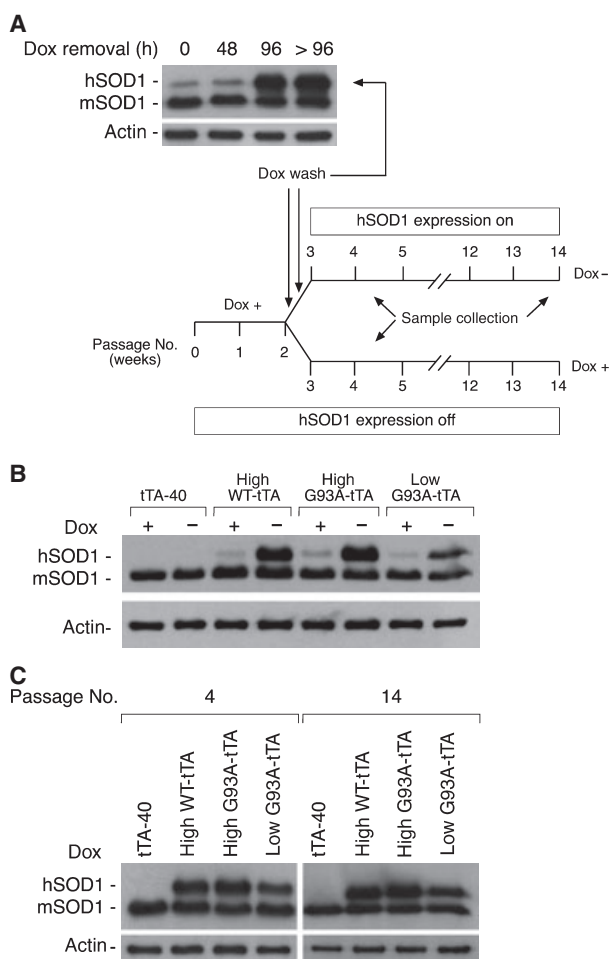 A
Dox removal (h) 0 48 96 > 96
hSOD1 -
mSOD1 -
Actin -
Dox wash
hSOD1 expression on
3 4 5 12 13 14
Dox–
Dox +
Sample collection
Passage No.
(weeks)
0 1 2
Dox +
3 4 5 12 13 14
hSOD1 expression off
B
tTA-40 High WT-tTA High G93A-tTA Low G93A-tTA
Dox + – + – + – + –
hSOD1 -
mSOD1 -
Actin-
C
Passage No. 4 14
Dox tTA-40 High WT-tTA High G93A-tTA Low G93A-tTA tTA-40 High WT-tTA High G93A-tTA Low G93A-tTA
hSOD1 -
mSOD1 -
Actin -